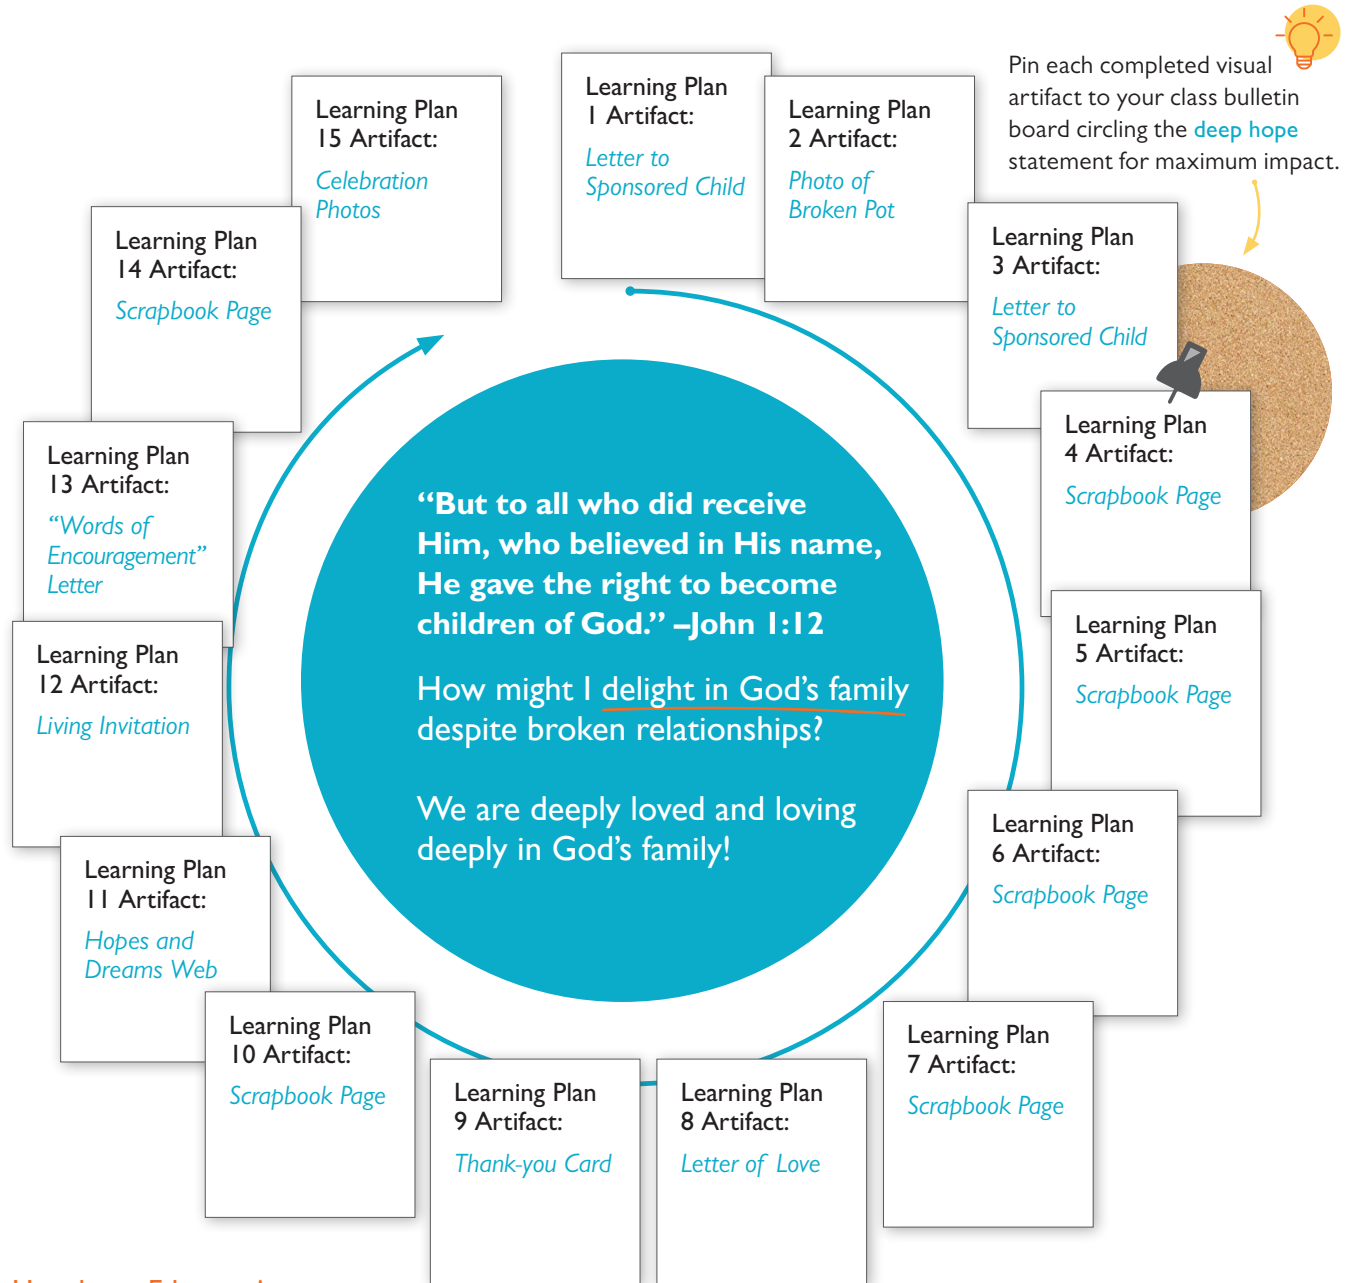 Pin each completed visual
artifact to your class bulletin
board circling the deep hope
statement for maximum impact.
Learning Plan
1 Artifact:
Letter to
Sponsored Child
Learning Plan
2 Artifact:
Photo of
Broken Pot
Learning Plan
3 Artifact:
Letter to
Sponsored Child
Learning Plan
4 Artifact:
Scrapbook Page
Learning Plan
5 Artifact:
Scrapbook Page
Learning Plan
6 Artifact:
Scrapbook Page
Learning Plan
7 Artifact:
Scrapbook Page
Learning Plan
8 Artifact:
Letter of Love
Learning Plan
9 Artifact:
Thank-you Card
Learning Plan
10 Artifact:
Scrapbook Page
Learning Plan
11 Artifact:
Hopes and
Dreams Web
Learning Plan
12 Artifact:
Living Invitation
Learning Plan
13 Artifact:
“Words of
Encouragement”
Letter
Learning Plan
14 Artifact:
Scrapbook Page
Learning Plan
15 Artifact:
Celebration
Photos
“But to all who did receive
Him, who believed in His name,
He gave the right to become
children of God.” –John 1:12
How might I delight in God’s family
despite broken relationships?
We are deeply loved and loving
deeply in God’s family!